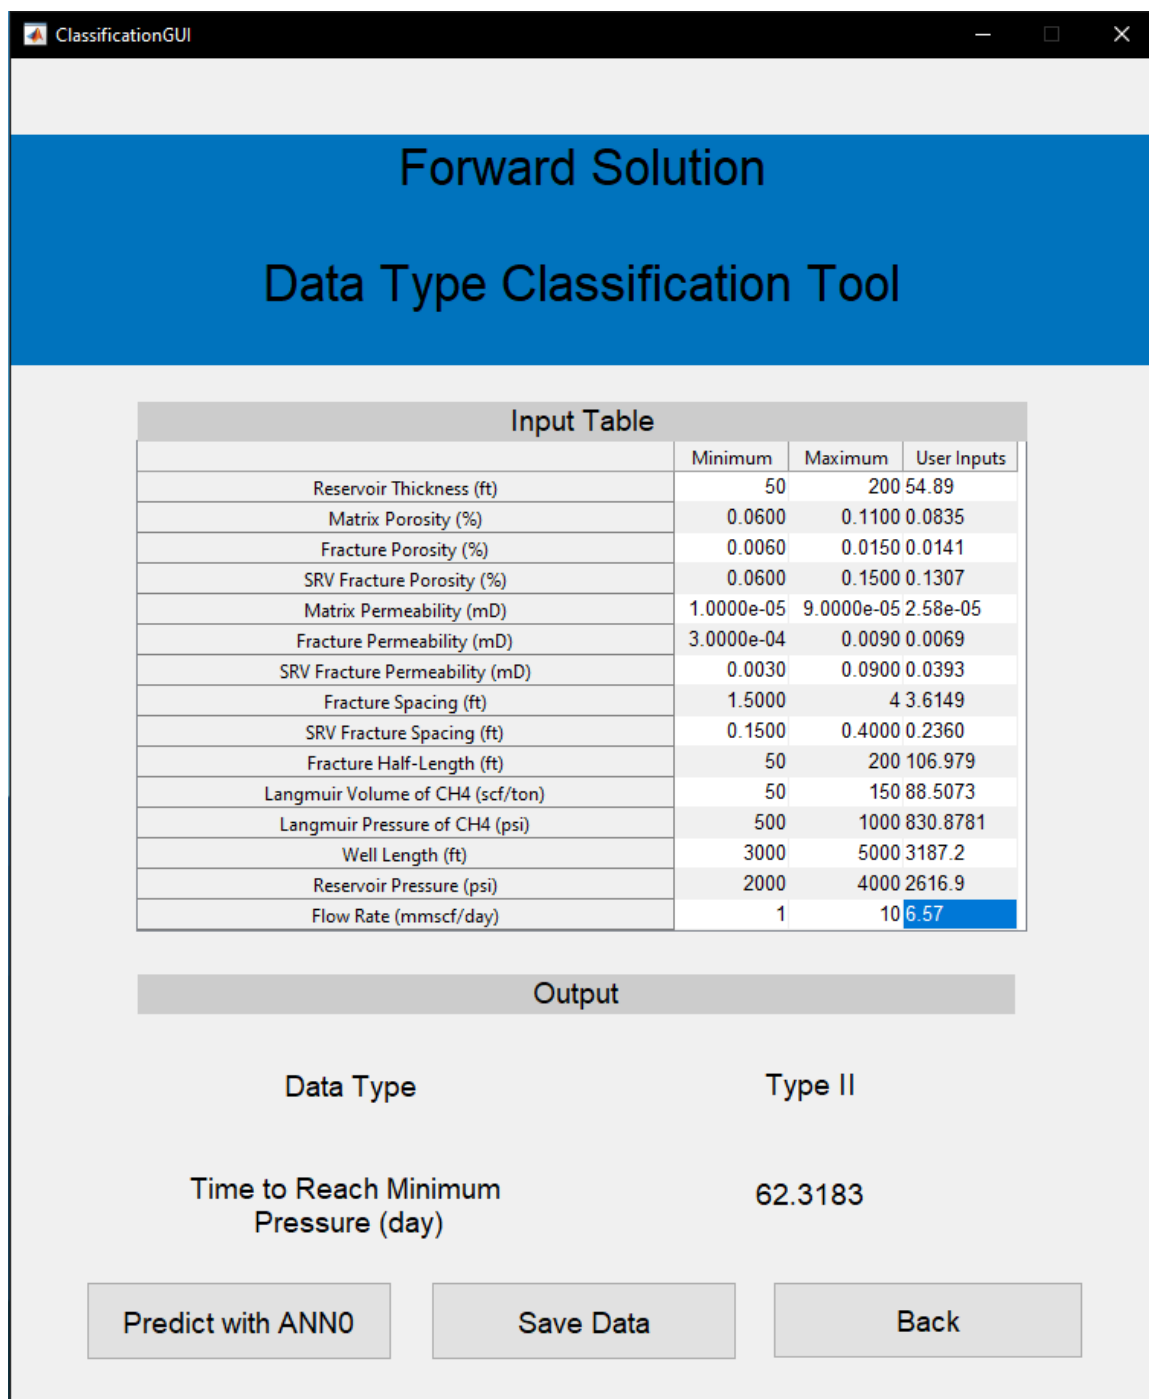 ClassificationGUI
Forward Solution
Data Type Classification Tool
Input Table
Minimum Maximum User Inputs
Reservoir Thickness (ft) 50 200 54.89
Matrix Porosity (%) 0.0600 0.1100 0.0835
Fracture Porosity (%) 0.0060 0.0150 0.0141
SRV Fracture Porosity (%) 0.0600 0.1500 0.1307
Matrix Permeability (mD) 1.0000e-05 9.0000e-05 2.58e-05
Fracture Permeability (mD) 3.0000e-04 0.0090 0.0069
SRV Fracture Permeability (mD) 0.0030 0.0900 0.0393
Fracture Spacing (ft) 1.5000 4 3.6149
SRV Fracture Spacing (ft) 0.1500 0.4000 0.2360
Fracture Half-Length (ft) 50 200 106.979
Langmuir Volume of CH4 (scf/ton) 50 150 88.5073
Langmuir Pressure of CH4 (psi) 500 1000 830.8781
Well Length (ft) 3000 5000 3187.2
Reservoir Pressure (psi) 2000 4000 2616.9
Flow Rate (mmscf/day) 1 10 6.57
Output
Data Type Type II
Time to Reach Minimum
Pressure (day) 62.3183
Predict with ANN0 Save Data Back